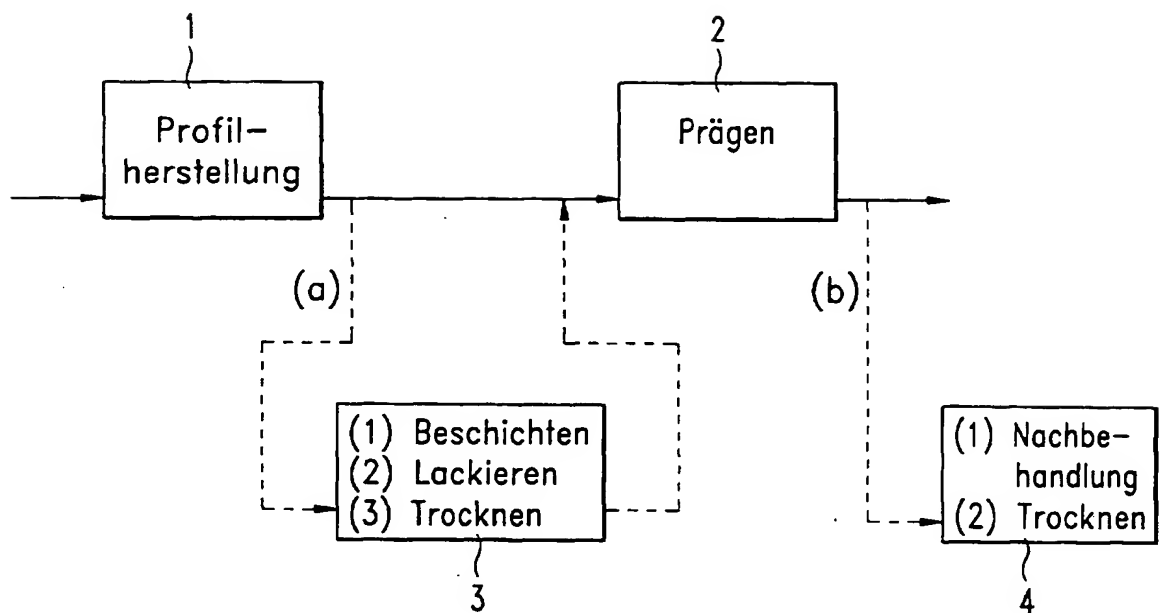 1
2
Profil-
herstellung
Prägen
(a)
(b)
(1) Beschichten
(2) Lackieren
(3) Trocknen
(1) Nachbe-
handlung
(2) Trocknen
3
4